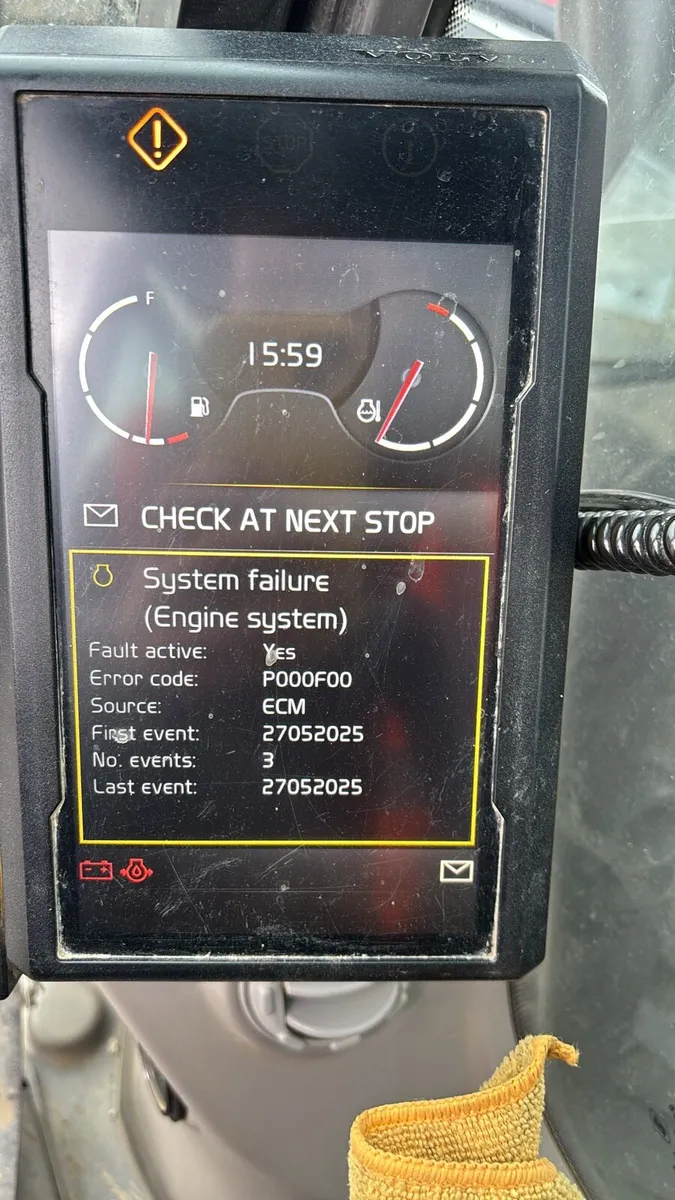 STOP
F
15:59
CHECK AT NEXT STOP
System failure
(Engine system)
Fault active: Yes
Error code: P000F00
Source: ECM
First event: 27052025
No. events: 3
Last event: 27052025